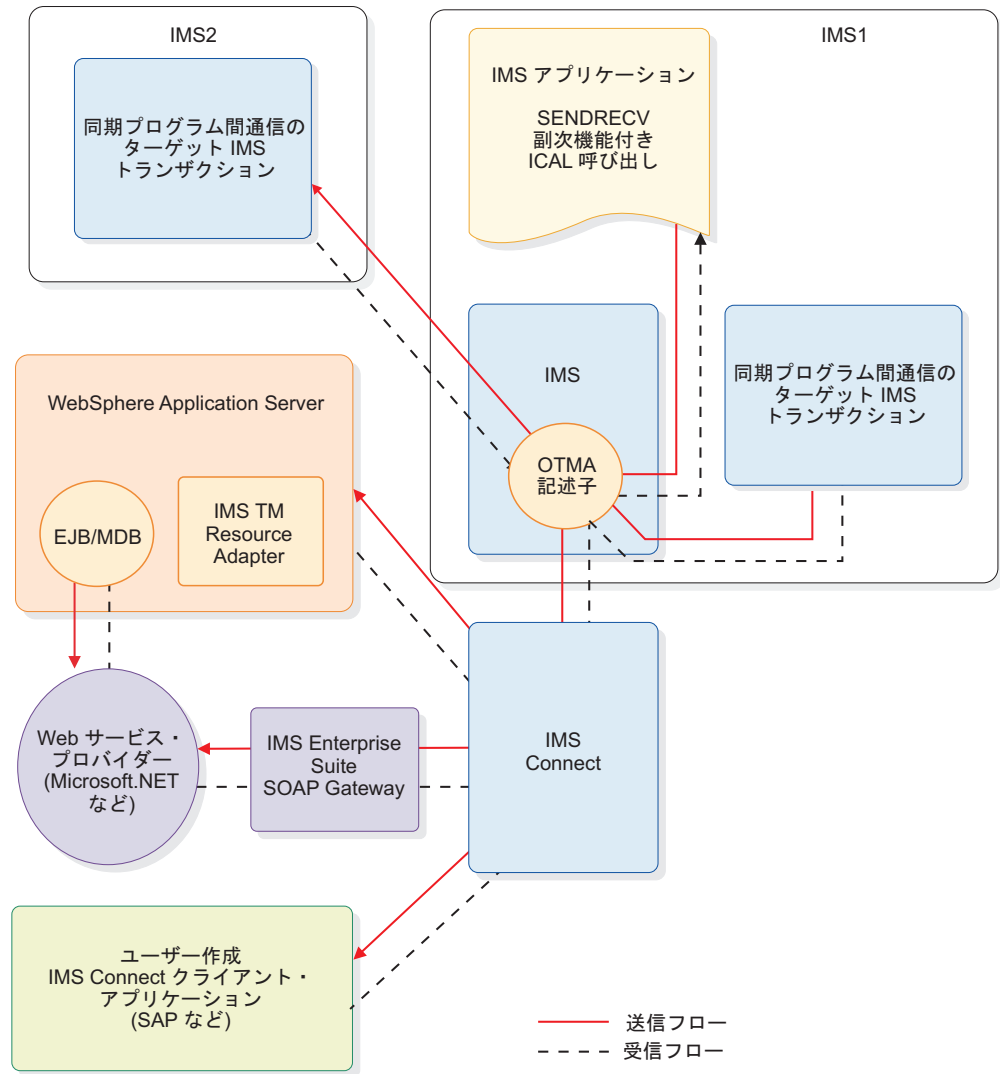 IMS2
同期プログラム間通信の
ターゲット IMS
トランザクション
IMS1
IMS アプリケーション
SENDRECV
副次機能付き
ICAL 呼び出し
IMS
OTMA
記述子
同期プログラム間通信の
ターゲット IMS
トランザクション
WebSphere Application Server
EJB/MDB
IMS TM
Resource
Adapter
Web サービス・
プロバイダー
(Microsoft.NET
など)
IMS Enterprise
Suite
SOAP Gateway
IMS
Connect
ユーザー作成
IMS Connect クライアント・
アプリケーション
(SAP など)
送信フロー
受信フロー